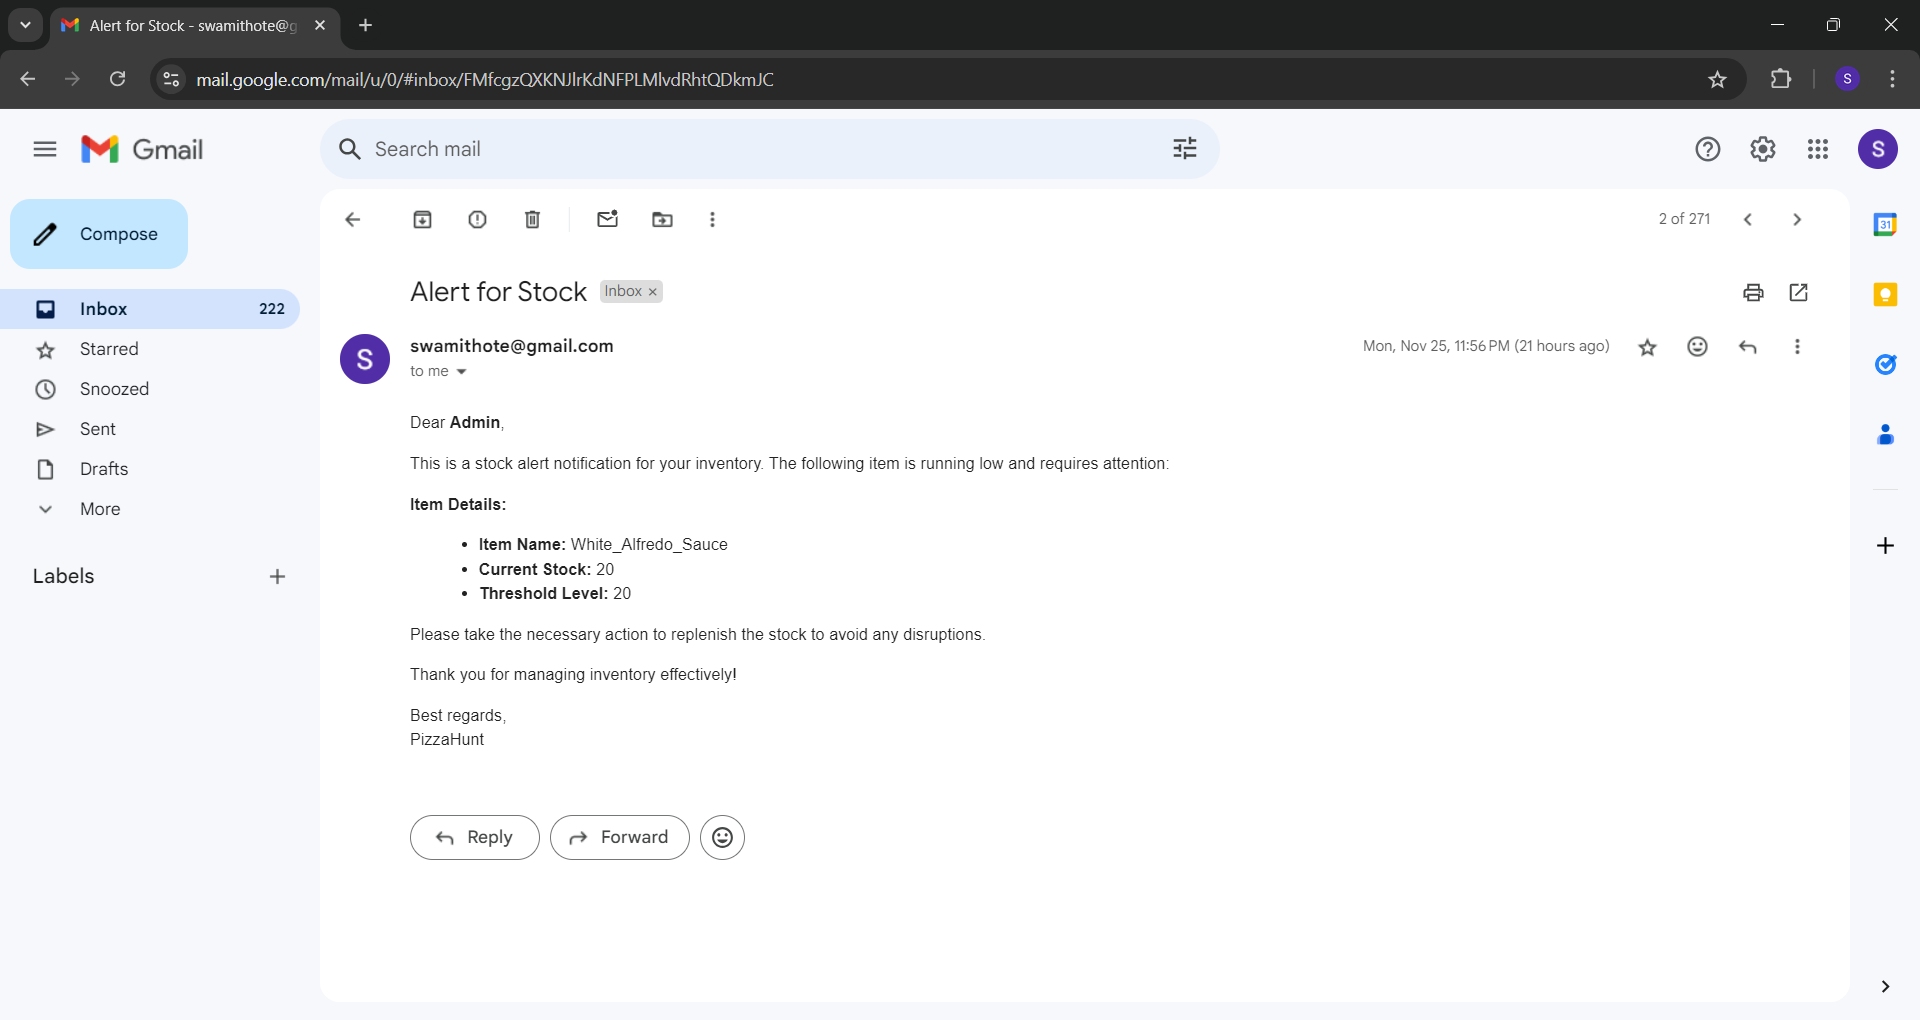 Alert for Stock - swamithote@g
mail.google.com/mail/u/0/#inbox/FMfcgzQXKNJlrKdNFPLMlvdRhtQDkmJC
S
Gmail
Search mail
S
Compose
2 of 271
Inbox 222
Starred
Snoozed
Sent
Drafts
More
Labels
Alert for Stock Inbox ×
S
swamithote@gmail.com
Mon, Nov 25, 11:56 PM (21 hours ago)
to me
31
Dear Admin,
This is a stock alert notification for your inventory. The following item is running low and requires attention:
Item Details:
• Item Name: White_Alfredo_Sauce
• Current Stock: 20
• Threshold Level: 20
Please take the necessary action to replenish the stock to avoid any disruptions.
Thank you for managing inventory effectively!
Best regards,
PizzaHunt
Reply Forward